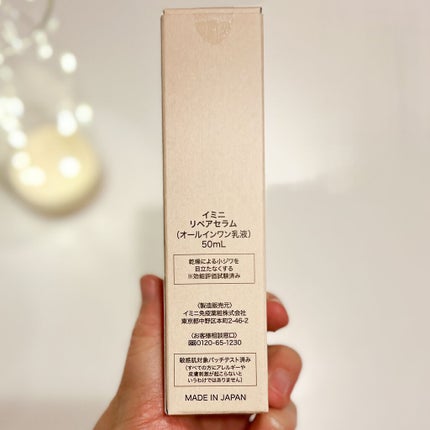 イミニ
リペアセラム
(オールインワン乳液)
50mL
乾燥による小ジワを
目立たなくする
※効能評価試験済み
〈製造販売元〉
イミニ免疫薬粧株式会社
東京都中野区本町2-46-2
〈お客様相談窓口〉
0120-65-1230
敏感肌対象パッチテスト済み
(すべての方にアレルギーや
皮膚刺激が起こらないと
いうわけではありません)
MADE IN JAPAN